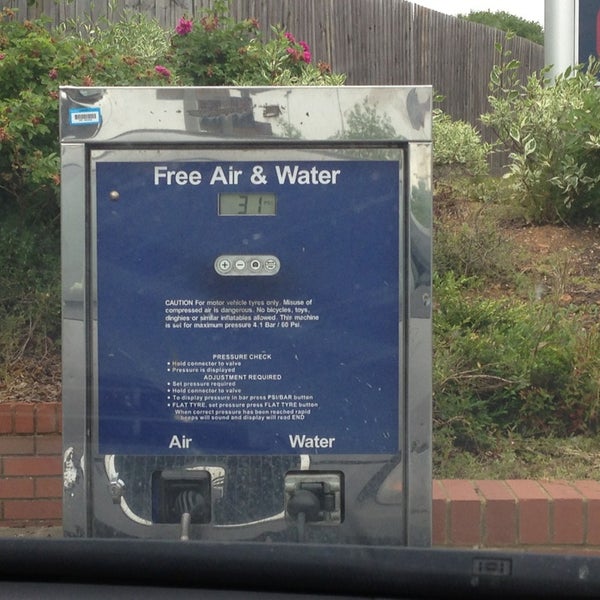 Free Air & Water
31 PSI
CAUTION For motor vehicle tyres only. Misuse of
compressed air is dangerous. No bicycles, toys,
dinghies or similar inflatables allowed. This machine
is set for maximum pressure 4.1 Bar / 60 Psi.
PRESSURE CHECK
• Hold connector to valve
• Pressure is displayed
ADJUSTMENT REQUIRED
• Set pressure required
• Hold connector to valve
• To display pressure in bar press PSI/BAR button
• FLAT TYRE, set pressure press FLAT TYRE button
When correct pressure has been reached rapid
beeps will sound and display will read END
Air
Water